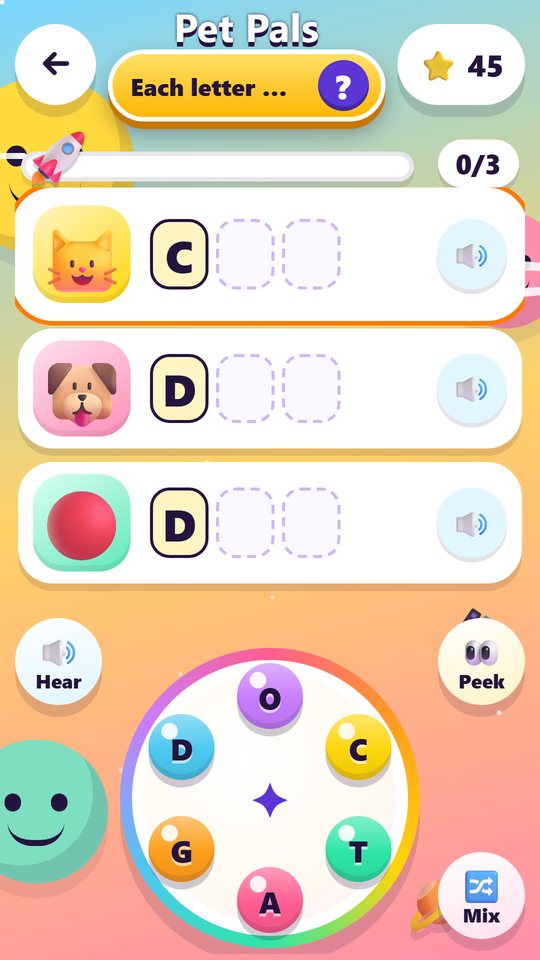 Pet Pals
Each letter ... ?
45
0/3
C
D
D
Hear
Peek
O
D
C
G
T
A
Mix